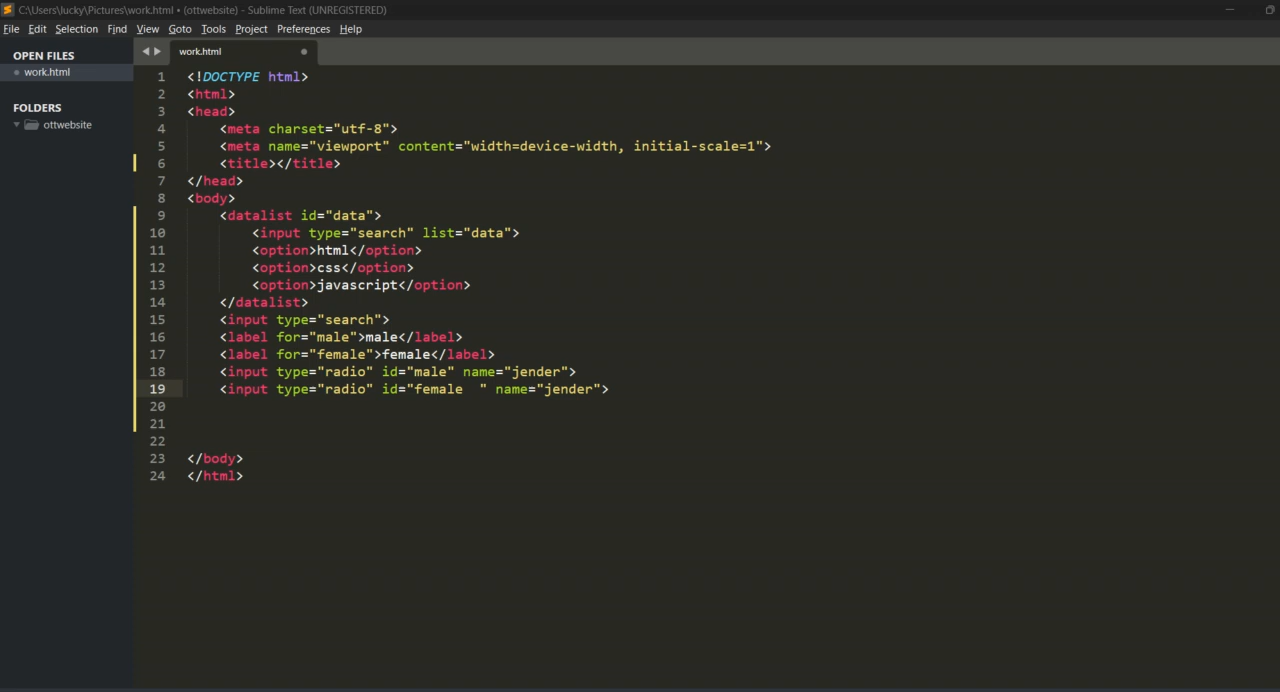 C:\Users\lucky\Pictures\work.html • (ottwebsite) - Sublime Text (UNREGISTERED)
File Edit Selection Find View Goto Tools Project Preferences Help
OPEN FILES
work.html
FOLDERS
ottwebsite
work.html
1 <!DOCTYPE html>
2 <html>
3 <head>
4 <meta charset="utf-8">
5 <meta name="viewport" content="width=device-width, initial-scale=1">
6 <title></title>
7 </head>
8 <body>
9 <datalist id="data">
10 <input type="search" list="data">
11 <option>html</option>
12 <option>css</option>
13 <option>javascript</option>
14 </datalist>
15 <input type="search">
16 <label for="male">male</label>
17 <label for="female">female</label>
18 <input type="radio" id="male" name="jender">
19 <input type="radio" id="female  " name="jender">
20
21
22
23 </body>
24 </html>